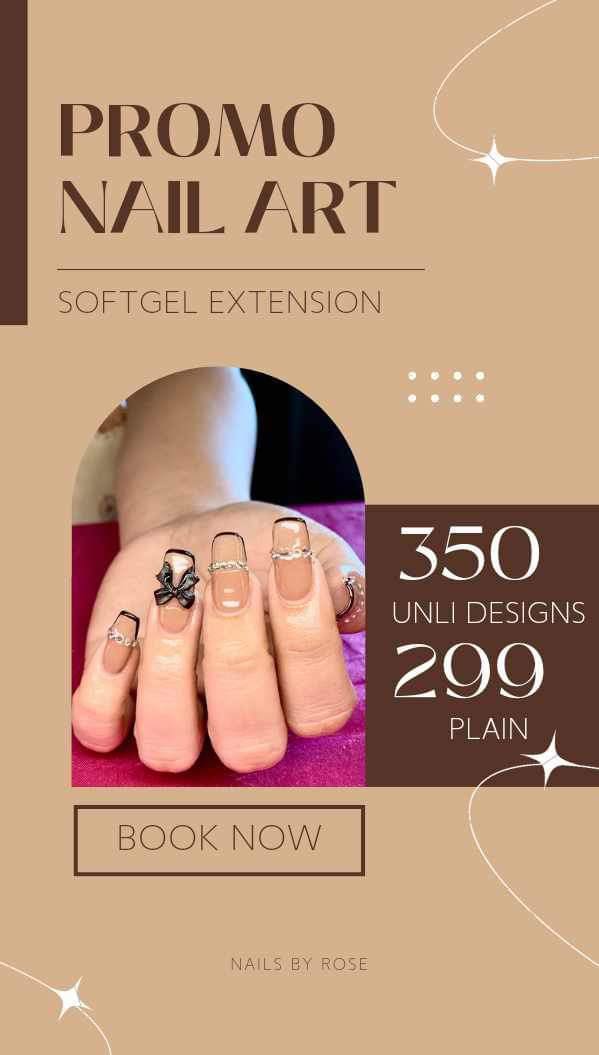 PROMO
NAIL ART
SOFTGEL EXTENSION
350
UNLI DESIGNS
299
PLAIN
BOOK NOW
NAILS BY ROSE